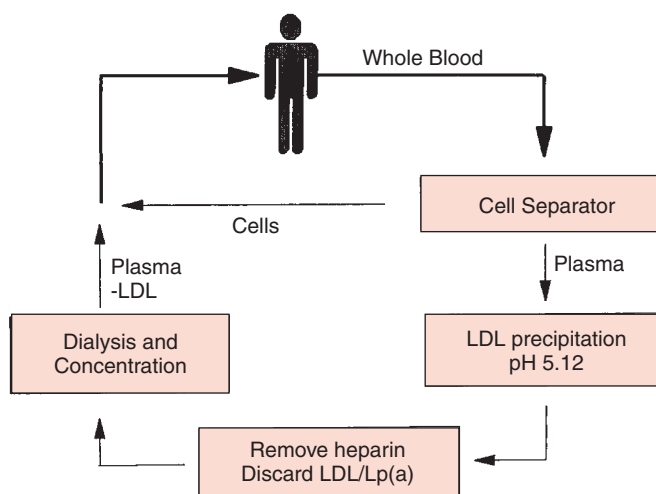 Whole Blood
Cell Separator
Cells
Plasma
Plasma
-LDL
Dialysis and
Concentration
LDL precipitation
pH 5.12
Remove heparin
Discard LDL/Lp(a)